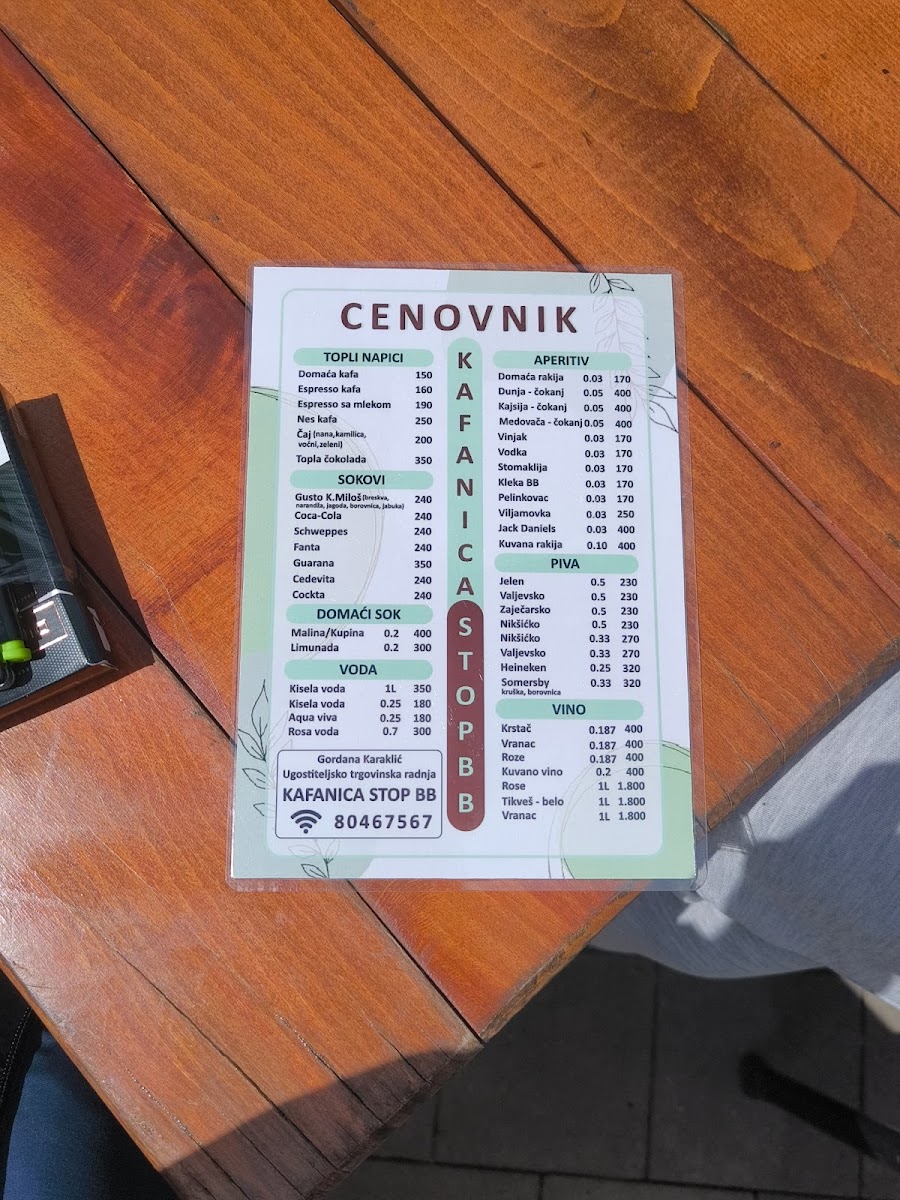 CENOVNIK
TOPLI NAPICI
Domaća kafa 150
Espresso kafa 160
Espresso sa mlekom 190
Nes kafa 250
Čaj (nana,kamilica,
voćni,zeleni) 200
Topla čokolada 350
SOKOVI
Gusto K.Miloš (breskva,
narandža, jagoda, borovnica, jabuka) 240
Coca-Cola 240
Schweppes 240
Fanta 240
Guarana 350
Cedevita 240
Cockta 240
DOMAĆI SOK
Malina/Kupina 0.2 400
Limunada 0.2 300
VODA
Kisela voda 1L 350
Kisela voda 0.25 180
Aqua viva 0.25 180
Rosa voda 0.7 300
Gordana Karaklić
Ugostiteljsko trgovinska radnja
KAFANICA STOP BB
80467567
KAFANICA STOP BB
APERITIV
Domaća rakija 0.03 170
Dunja - čokanj 0.05 400
Kajsija - čokanj 0.05 400
Medovača - čokanj 0.05 400
Vinjak 0.03 170
Vodka 0.03 170
Stomaklija 0.03 170
Kleka BB 0.03 170
Pelinkovac 0.03 170
Viljamovka 0.03 250
Jack Daniels 0.03 400
Kuvana rakija 0.10 400
PIVA
Jelen 0.5 230
Valjevsko 0.5 230
Zaječarsko 0.5 230
Nikšićko 0.5 230
Nikšićko 0.33 270
Valjevsko 0.33 270
Heineken 0.25 320
Somersby 0.33 320
kruška, borovnica
VINO
Krstač 0.187 400
Vranac 0.187 400
Roze 0.187 400
Kuvano vino 0.2 400
Rose 1L 1.800
Tikveš - belo 1L 1.800
Vranac 1L 1.800